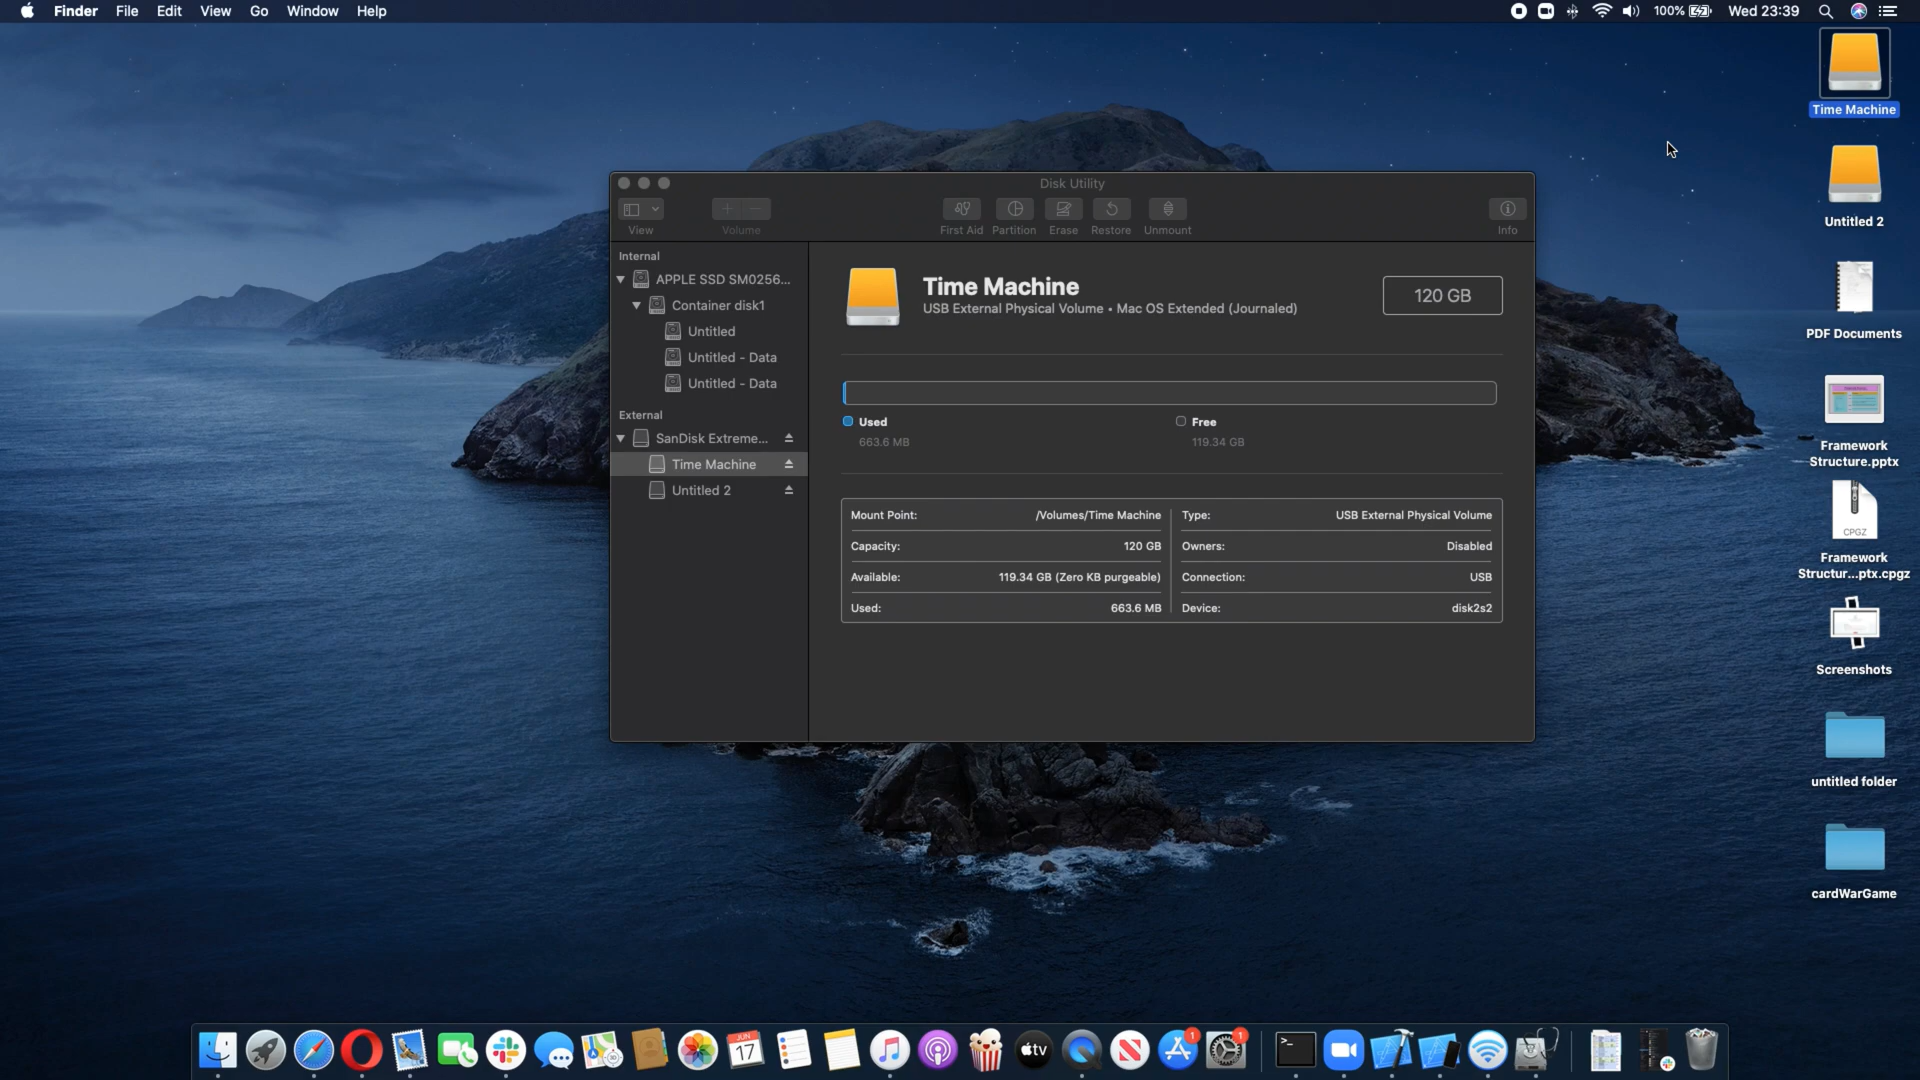 Finder File Edit View Go Window Help
100% Wed 23:39
Time Machine
Untitled 2
PDF Documents
Framework
Structure.pptx
CPGZ
Framework
Structur...ptx.cpgz
Screenshots
untitled folder
cardWarGame
Disk Utility
View
Volume
First Aid
Partition
Erase
Restore
Unmount
Info
Internal
APPLE SSD SM0256...
Container disk1
Untitled
Untitled - Data
Untitled - Data
External
SanDisk Extreme...
Time Machine
Untitled 2
Time Machine
USB External Physical Volume • Mac OS Extended (Journaled)
120 GB
Used
663.6 MB
Free
119.34 GB
Mount Point: /Volumes/Time Machine
Capacity: 120 GB
Available: 119.34 GB (Zero KB purgeable)
Used: 663.6 MB
Type: USB External Physical Volume
Owners: Disabled
Connection: USB
Device: disk2s2
JUN
17
tv
1
1
>_